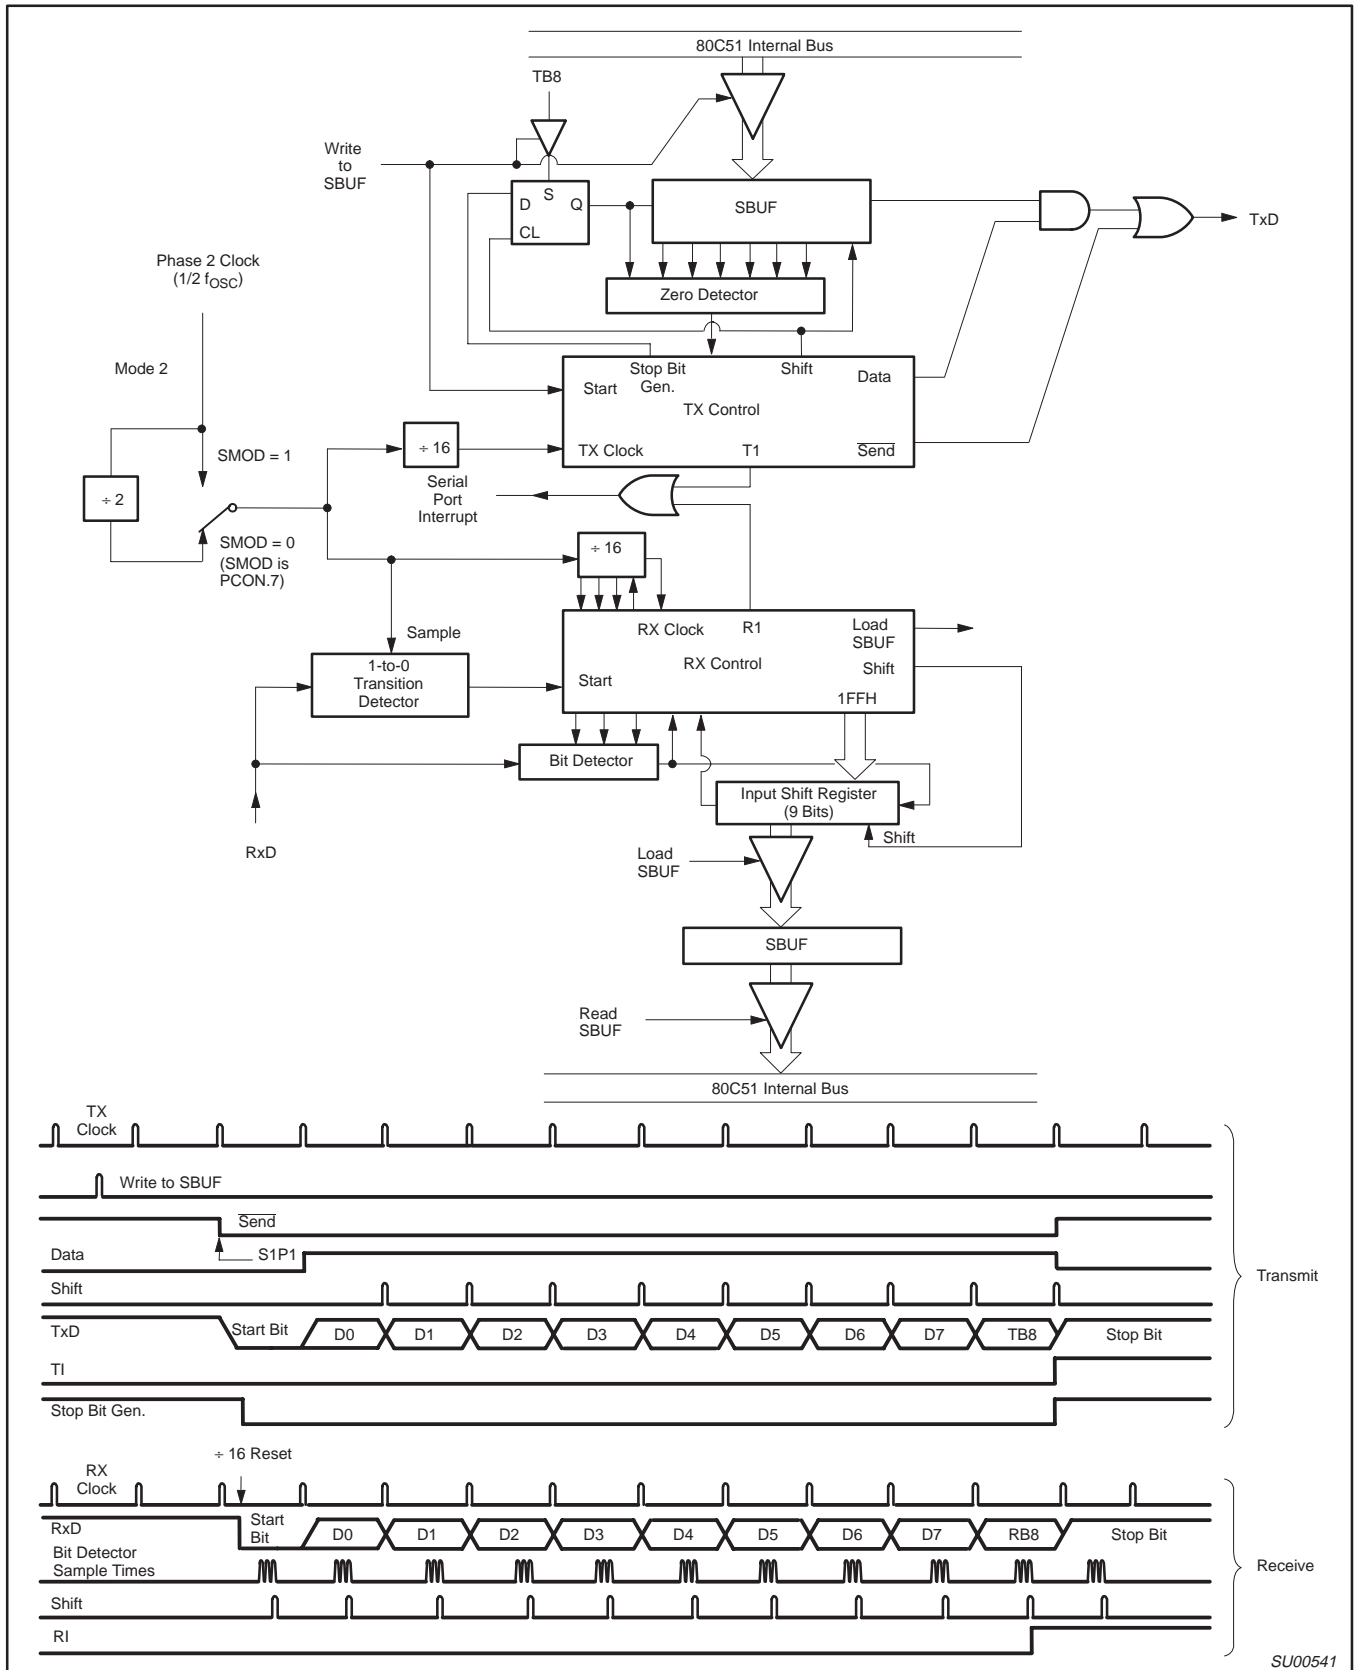 80C51 Internal Bus
TB8
Write
to
SBUF
S
D
Q
CL
SBUF
TxD
Phase 2 Clock
(1/2 fOSC)
Zero Detector
Mode 2
Stop Bit
Gen.
Shift
Data
Start
TX Control
SMOD = 1
÷ 16
TX Clock
T1
Send
÷ 2
Serial
Port
Interrupt
SMOD = 0
(SMOD is
PCON.7)
÷ 16
Sample
RX Clock
R1
Load
SBUF
1-to-0
Transition
Detector
RX Control
Shift
Start
1FFH
Bit Detector
Input Shift Register
(9 Bits)
Shift
RxD
Load
SBUF
SBUF
Read
SBUF
80C51 Internal Bus
TX
Clock
Write to SBUF
Send
Data
S1P1
Shift
Transmit
TxD
Start Bit
D0 D1 D2 D3 D4 D5 D6 D7 TB8
Stop Bit
TI
Stop Bit Gen.
÷ 16 Reset
RX
Clock
RxD
Start
Bit
D0 D1 D2 D3 D4 D5 D6 D7 RB8
Stop Bit
Bit Detector
Sample Times
Receive
Shift
RI
SU00541